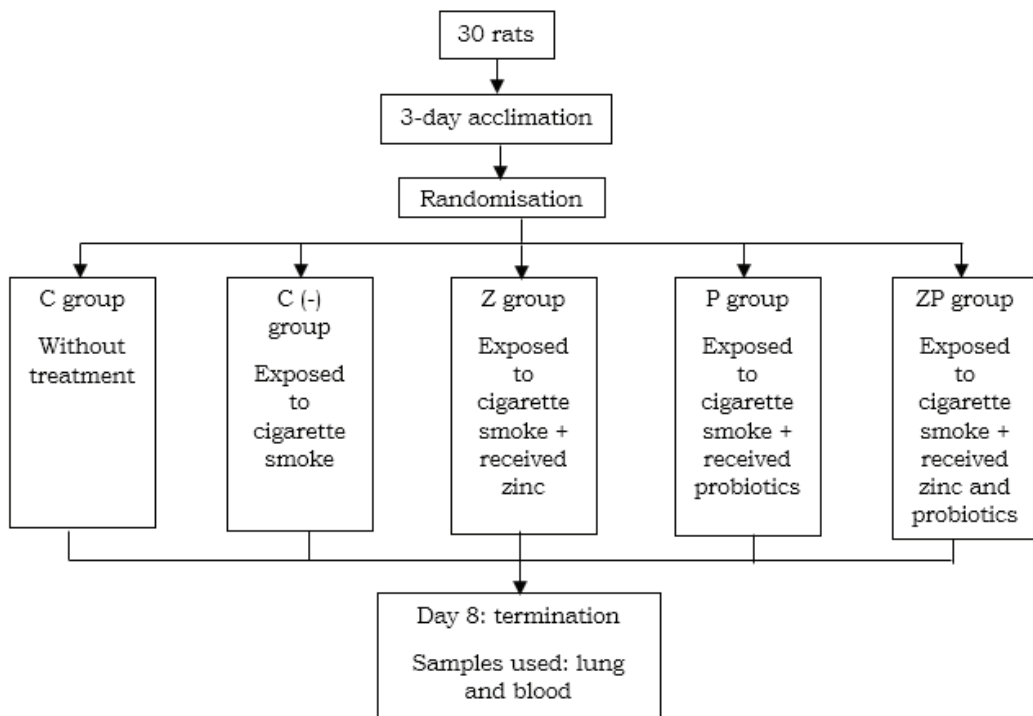 30 rats
3-day acclimation
Randomisation
C group
Without
treatment
C (-)
group
Exposed
to
cigarette
smoke
Z group
Exposed
to
cigarette
smoke +
received
zinc
P group
Exposed
to
cigarette
smoke +
received
probiotics
ZP group
Exposed
to
cigarette
smoke +
received
zinc and
probiotics
Day 8: termination
Samples used: lung
and blood